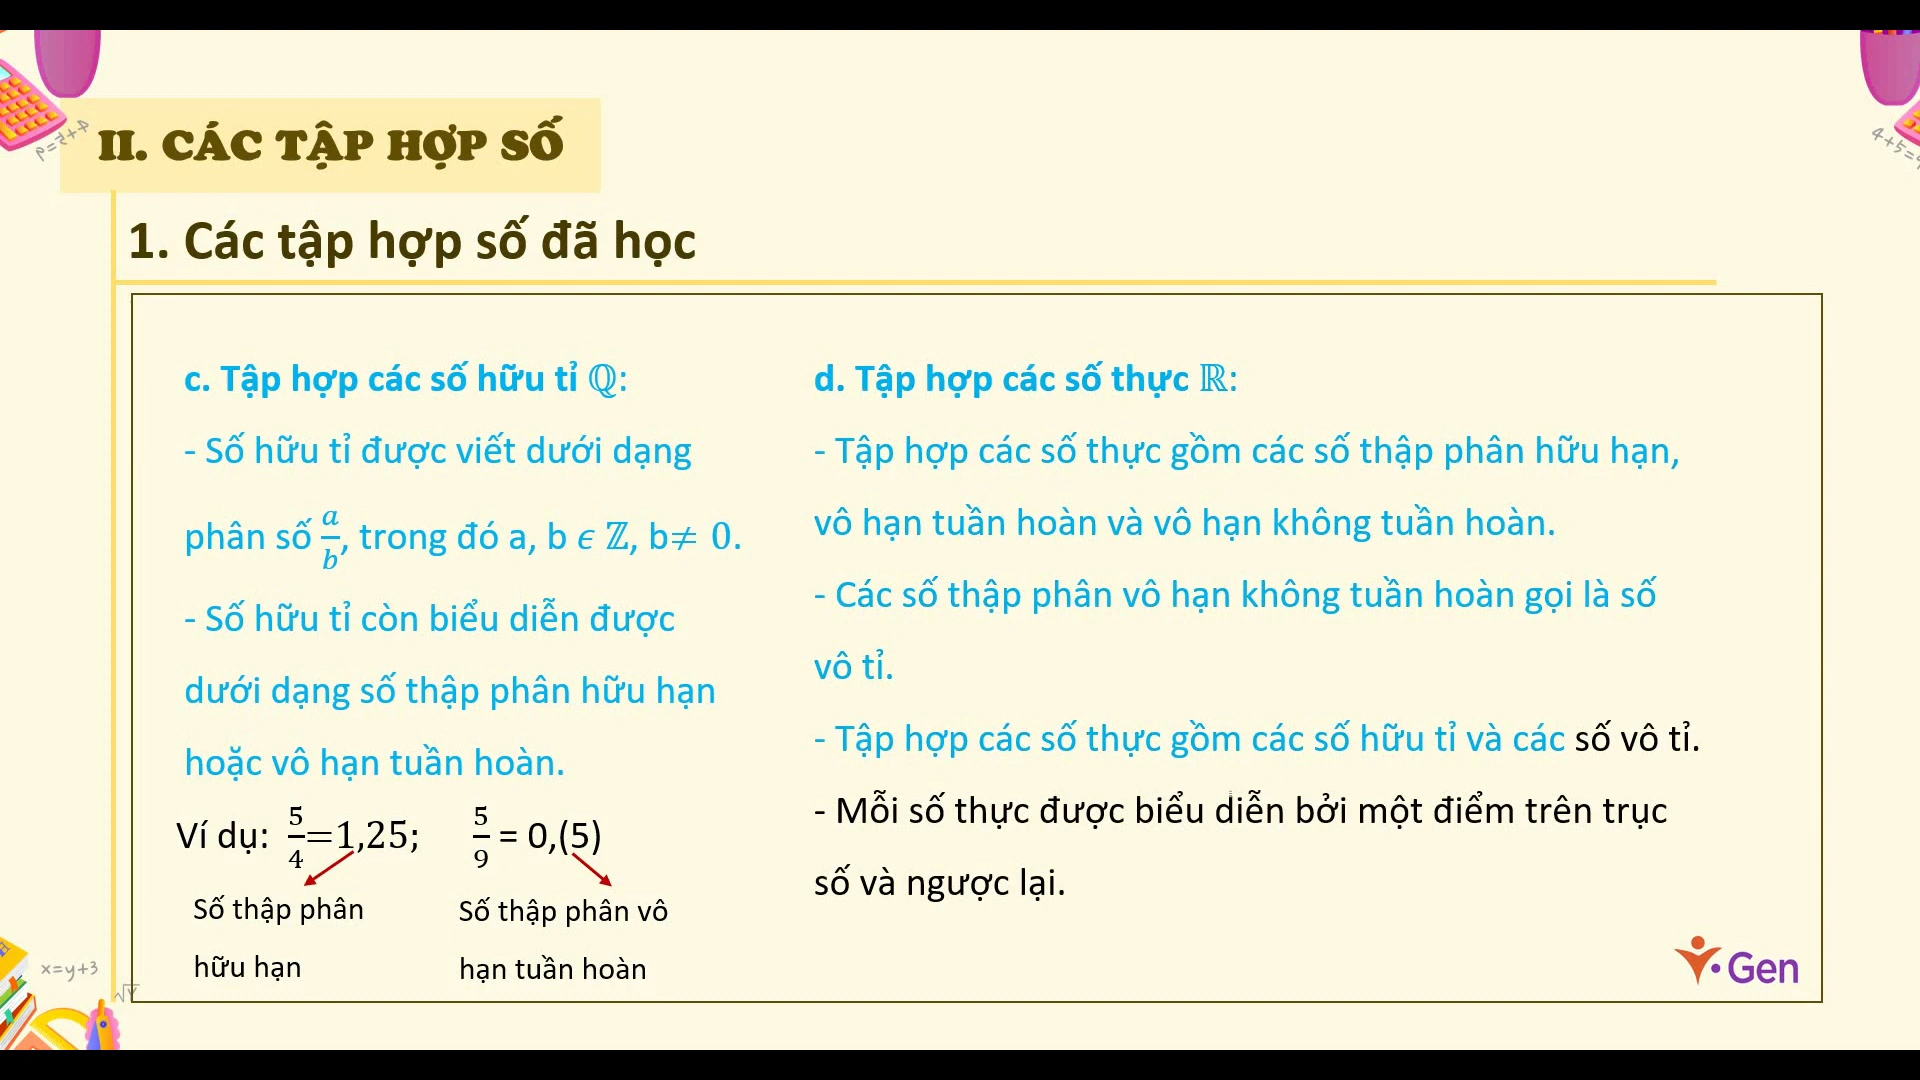 II. CÁC TẬP HỢP SỐ
1. Các tập hợp số đã học
c. Tập hợp các số hữu tỉ ℚ:
- Số hữu tỉ được viết dưới dạng
phân số a/b, trong đó a, b ϵ ℤ, b≠ 0.
- Số hữu tỉ còn biểu diễn được
dưới dạng số thập phân hữu hạn
hoặc vô hạn tuần hoàn.
Ví dụ: 5/4=1,25; 5/9 = 0,(5)
Số thập phân
hữu hạn
Số thập phân vô
hạn tuần hoàn
d. Tập hợp các số thực ℝ:
- Tập hợp các số thực gồm các số thập phân hữu hạn,
vô hạn tuần hoàn và vô hạn không tuần hoàn.
- Các số thập phân vô hạn không tuần hoàn gọi là số
vô tỉ.
- Tập hợp các số thực gồm các số hữu tỉ và các số vô tỉ.
- Mỗi số thực được biểu diễn bởi một điểm trên trục
số và ngược lại.
Gen
x=y+3